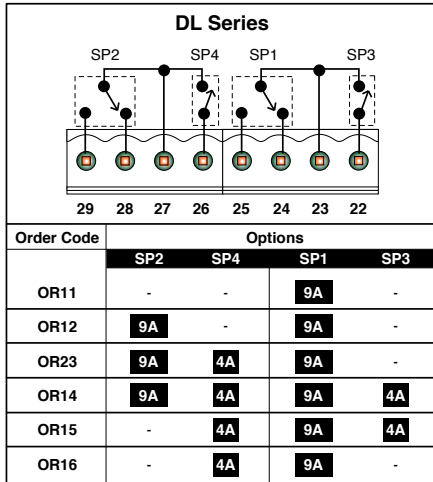 DL Series
SP2 SP4 SP1 SP3
29 28 27 26 25 24 23 22
Order Code Options
SP2 SP4 SP1 SP3
OR11 - - 9A -
OR12 9A - 9A -
OR23 9A 4A 9A -
OR14 9A 4A 9A 4A
OR15 - 4A 9A 4A
OR16 - 4A 9A -